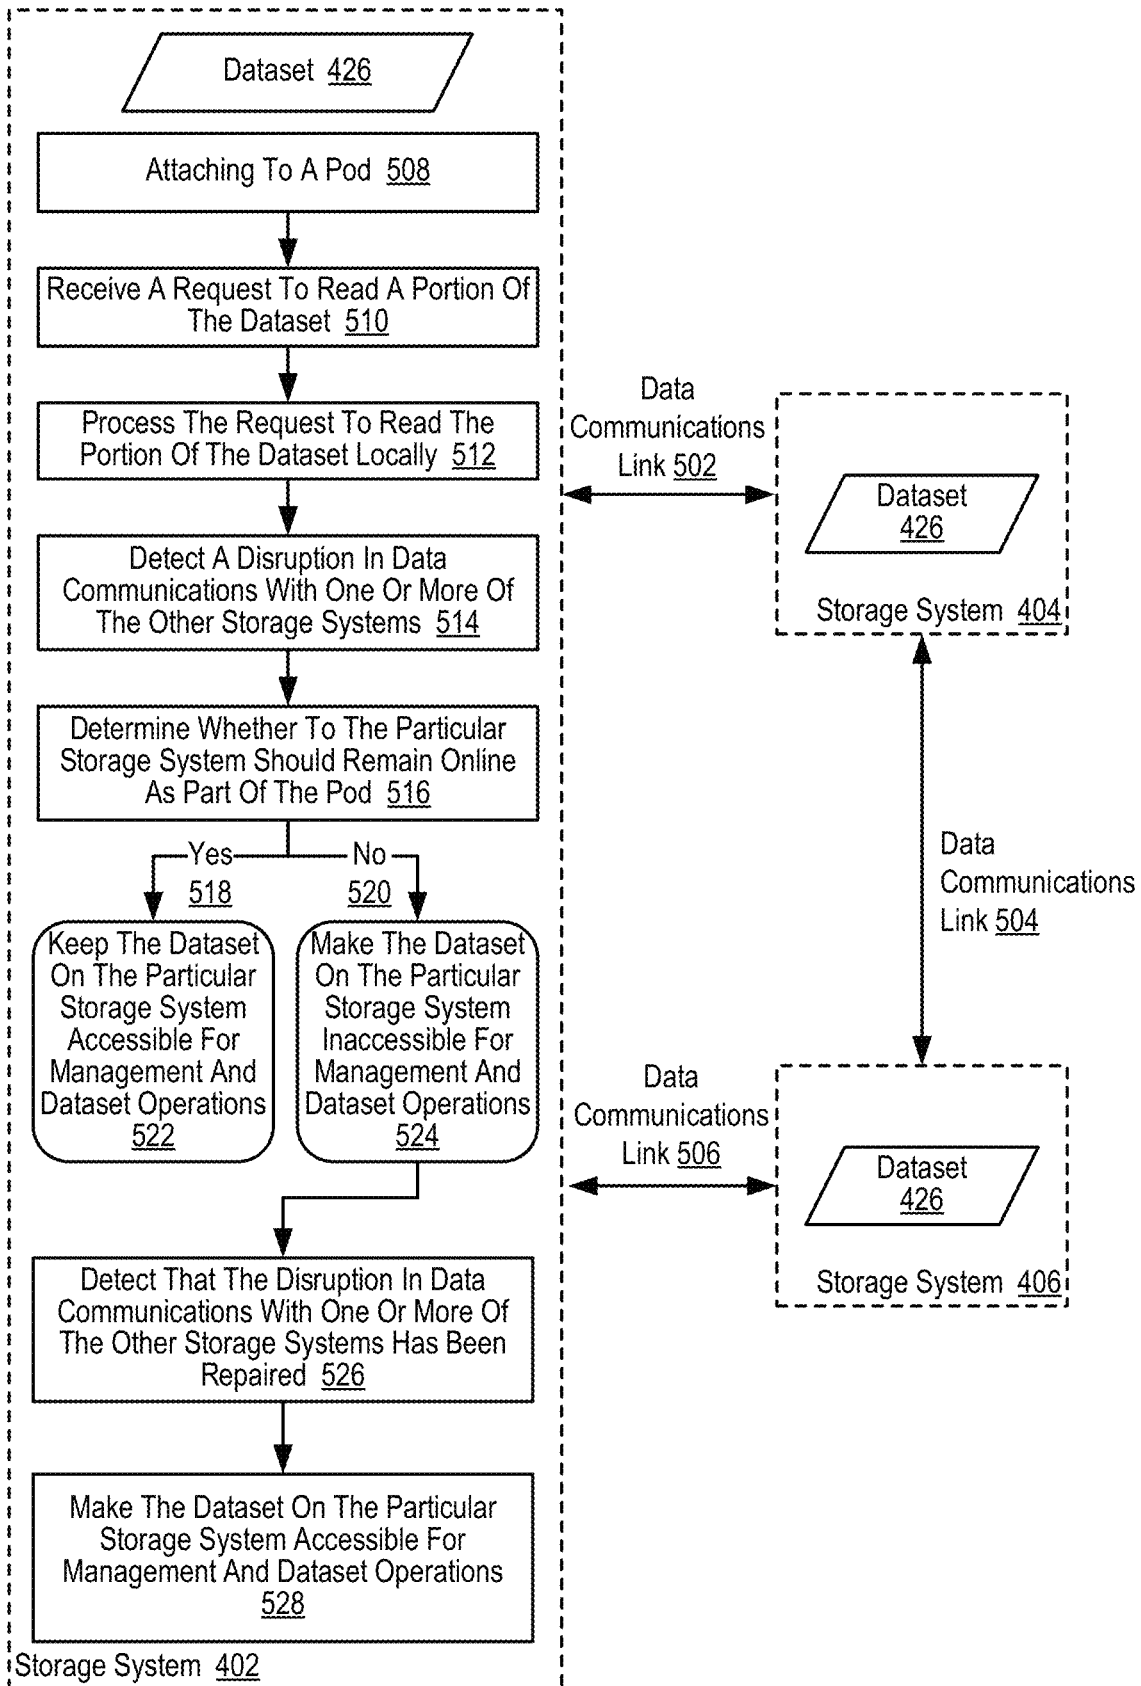 Dataset 426
Attaching To A Pod 508
Receive A Request To Read A Portion Of
The Dataset 510
Process The Request To Read The
Portion Of The Dataset Locally 512
Detect A Disruption In Data
Communications With One Or More Of
The Other Storage Systems 514
Determine Whether To The Particular
Storage System Should Remain Online
As Part Of The Pod 516
Yes
518
No
520
Keep The Dataset
On The Particular
Storage System
Accessible For
Management And
Dataset Operations
522
Make The Dataset
On The Particular
Storage System
Inaccessible For
Management And
Dataset Operations
524
Detect That The Disruption In Data
Communications With One Or More Of
The Other Storage Systems Has Been
Repaired 526
Make The Dataset On The Particular
Storage System Accessible For
Management And Dataset Operations
528
Storage System 402
Data
Communications
Link 502
Dataset
426
Storage System 404
Data
Communications
Link 504
Data
Communications
Link 506
Dataset
426
Storage System 406